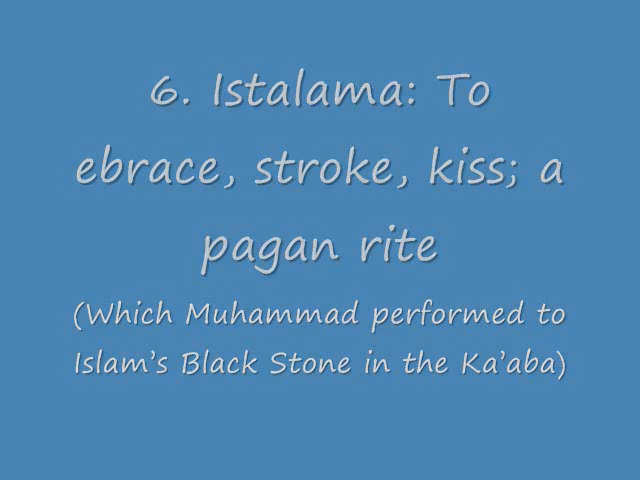 6. Istalama: To
ebrace, stroke, kiss; a
pagan rite
(Which Muhammad performed to
Islam's Black Stone in the Ka'aba)